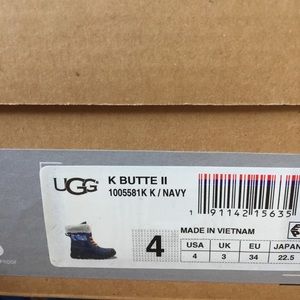 UGG
K BUTTE II
1005581K K / NAVY
1 91142 15635
4
MADE IN VIETNAM
USA UK EU JAPAN
4 3 34 22.5